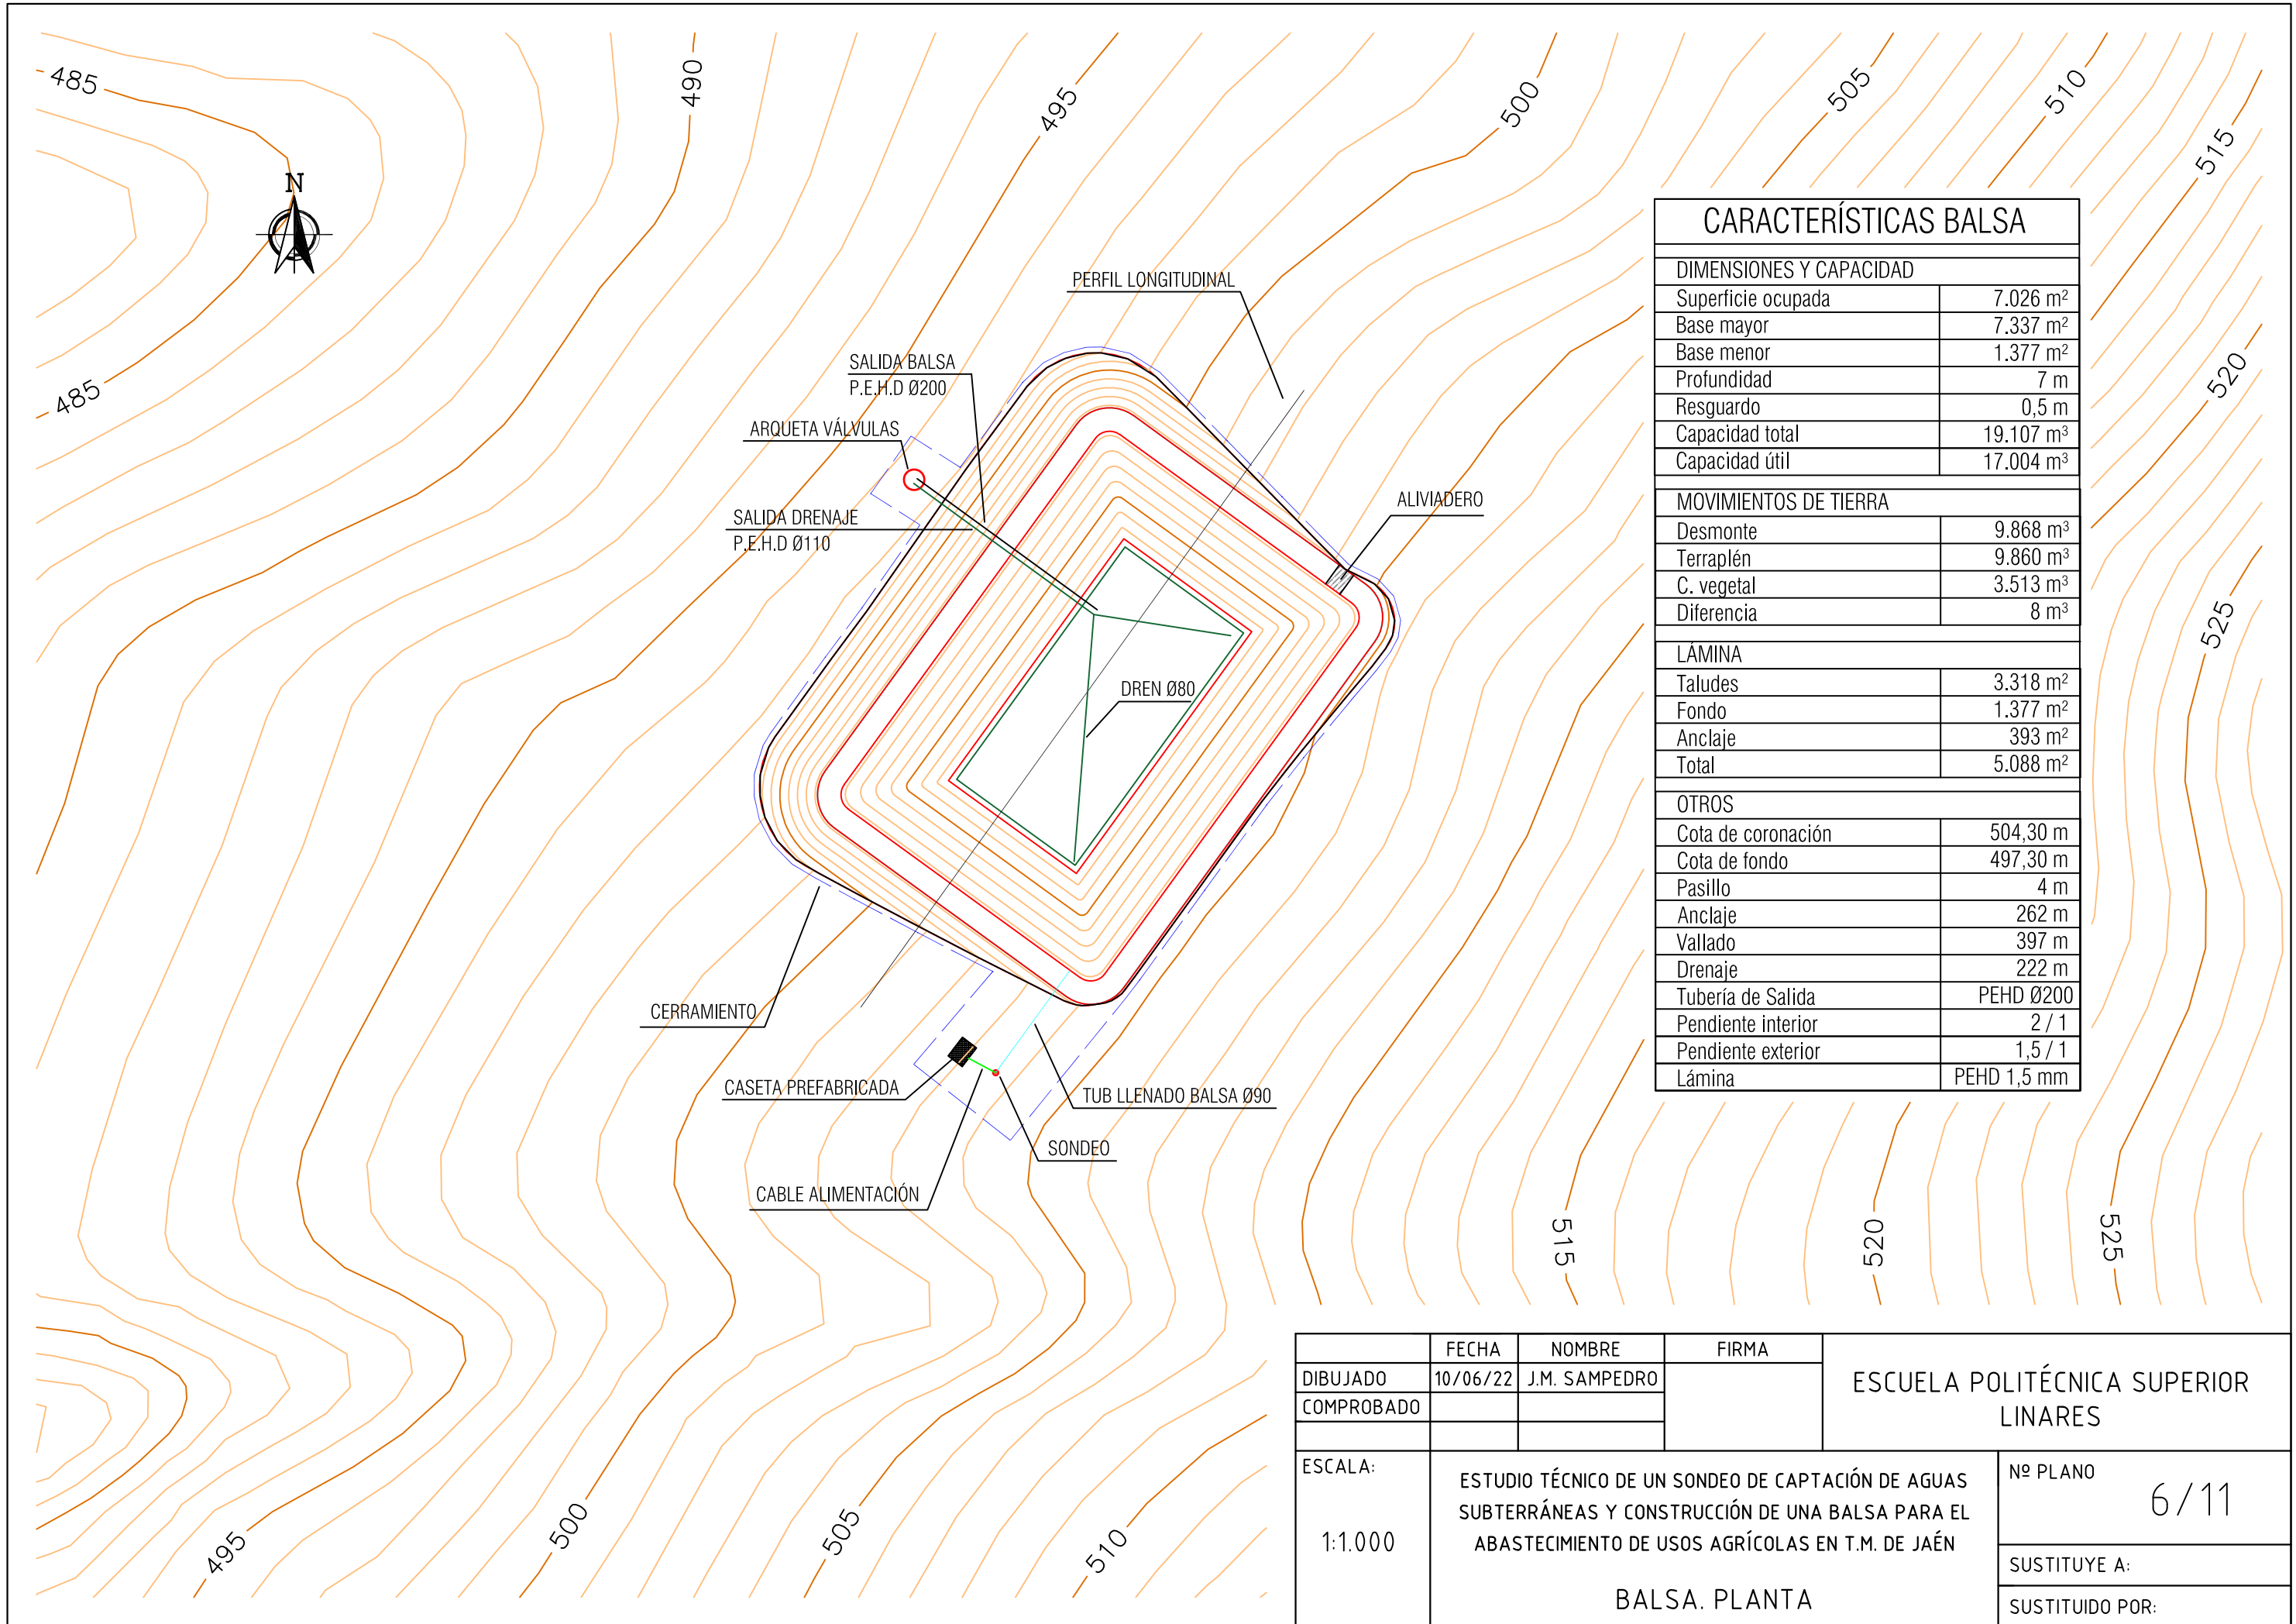 485
490
495
500
505
510
515
N
485
520
525
PERFIL LONGITUDINAL
SALIDA BALSA
P.E.H.D Ø200
ARQUETA VÁLVULAS
SALIDA DRENAJE
P.E.H.D Ø110
ALIVIADERO
DREN Ø80
CERRAMIENTO
CASETA PREFABRICADA
TUB LLENADO BALSA Ø90
SONDEO
CABLE ALIMENTACIÓN
CARACTERÍSTICAS BALSA
DIMENSIONES Y CAPACIDAD
Superficie ocupada 7.026 m²
Base mayor 7.337 m²
Base menor 1.377 m²
Profundidad 7 m
Resguardo 0,5 m
Capacidad total 19.107 m³
Capacidad útil 17.004 m³
MOVIMIENTOS DE TIERRA
Desmonte 9.868 m³
Terraplén 9.860 m³
C. vegetal 3.513 m³
Diferencia 8 m³
LÁMINA
Taludes 3.318 m²
Fondo 1.377 m²
Anclaje 393 m²
Total 5.088 m²
OTROS
Cota de coronación 504,30 m
Cota de fondo 497,30 m
Pasillo 4 m
Anclaje 262 m
Vallado 397 m
Drenaje 222 m
Tubería de Salida PEHD Ø200
Pendiente interior 2 / 1
Pendiente exterior 1,5 / 1
Lámina PEHD 1,5 mm
515
520
525
495
500
505
510
FECHA NOMBRE FIRMA
DIBUJADO 10/06/22 J.M. SAMPEDRO
COMPROBADO
ESCUELA POLITÉCNICA SUPERIOR
LINARES
ESCALA:
1:1.000
ESTUDIO TÉCNICO DE UN SONDEO DE CAPTACIÓN DE AGUAS
SUBTERRÁNEAS Y CONSTRUCCIÓN DE UNA BALSA PARA EL
ABASTECIMIENTO DE USOS AGRÍCOLAS EN T.M. DE JAÉN
BALSA. PLANTA
Nº PLANO
6/11
SUSTITUYE A:
SUSTITUIDO POR: